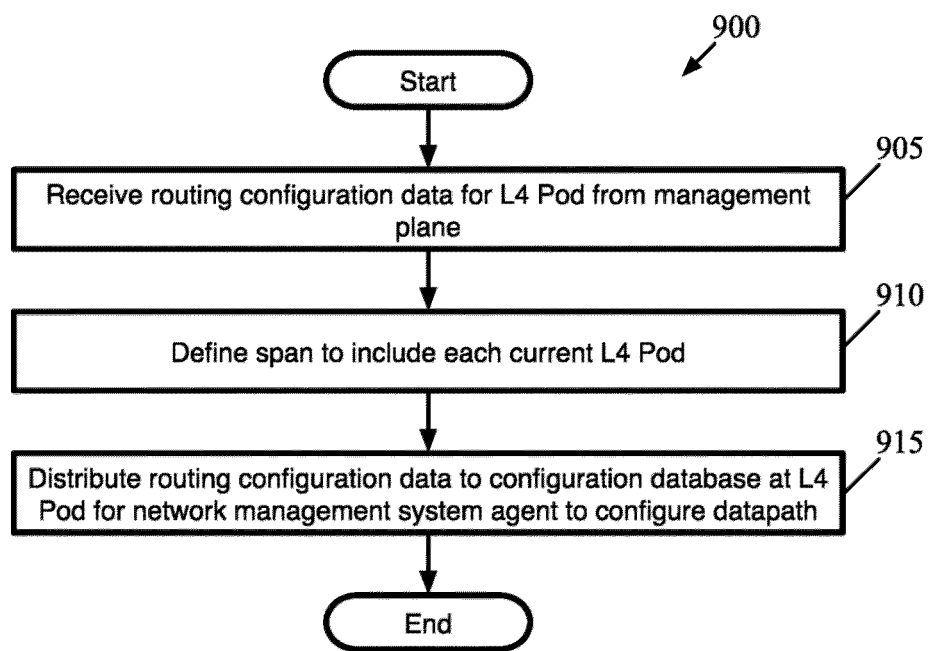 900
Start
905
Receive routing configuration data for L4 Pod from management
plane
910
Define span to include each current L4 Pod
915
Distribute routing configuration data to configuration database at L4
Pod for network management system agent to configure datapath
End